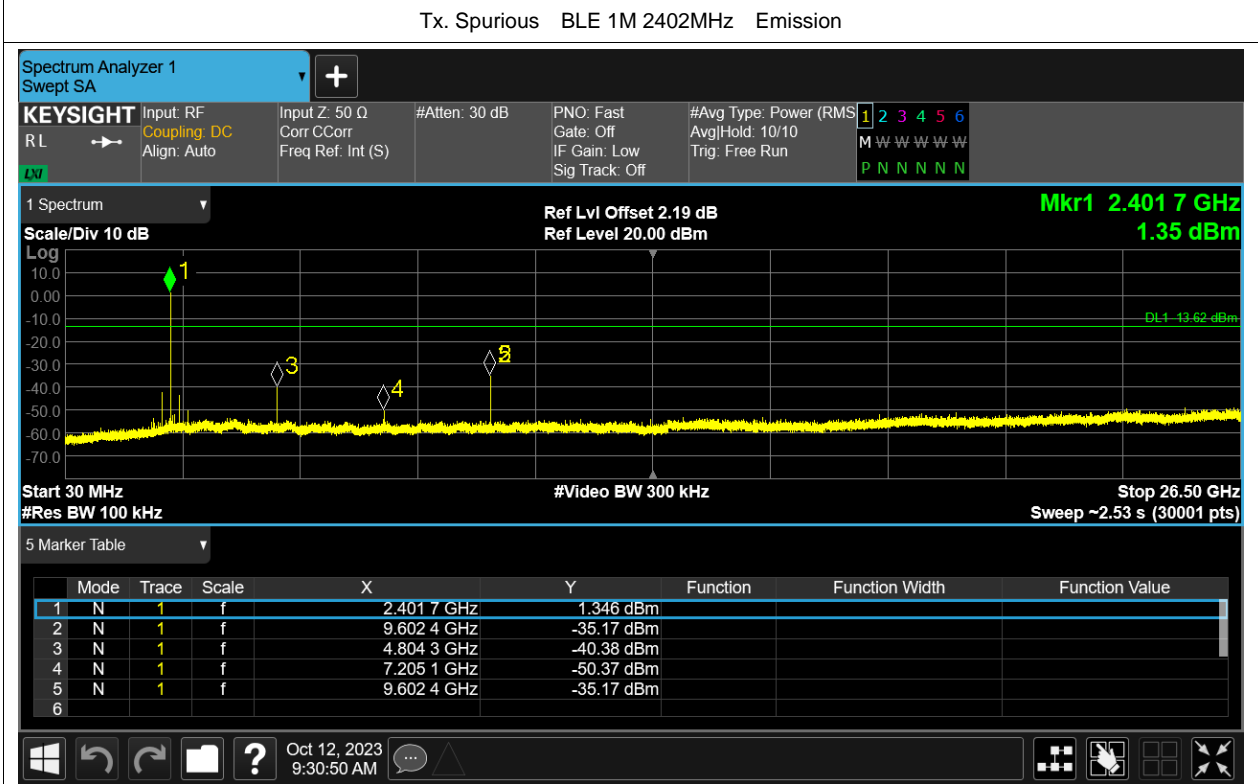 Tx. Spurious BLE 1M 2402MHz Emission
Spectrum Analyzer 1
Swept SA
KEYSIGHT
RL
LXI
Input: RF
Coupling: DC
Align: Auto
Input Z: 50 Ω
Corr CCorr
Freq Ref: Int (S)
#Atten: 30 dB
PNO: Fast
Gate: Off
IF Gain: Low
Sig Track: Off
#Avg Type: Power (RMS
Avg|Hold: 10/10
Trig: Free Run
1 2 3 4 5 6
M W W W W W
P N N N N N
1 Spectrum
Scale/Div 10 dB
Ref Lvl Offset 2.19 dB
Ref Level 20.00 dBm
Mkr1 2.401 7 GHz
1.35 dBm
Log
10.0
0.00
-10.0
-20.0
-30.0
-40.0
-50.0
-60.0
-70.0
1
3
4
DL1 -13.62 dBm
Start 30 MHz
#Video BW 300 kHz
Stop 26.50 GHz
#Res BW 100 kHz
Sweep ~2.53 s (30001 pts)
5 Marker Table
Mode Trace Scale X Y Function Function Width Function Value
1 N 1 f 2.401 7 GHz 1.346 dBm
2 N 1 f 9.602 4 GHz -35.17 dBm
3 N 1 f 4.804 3 GHz -40.38 dBm
4 N 1 f 7.205 1 GHz -50.37 dBm
5 N 1 f 9.602 4 GHz -35.17 dBm
6
?
Oct 12, 2023
9:30:50 AM